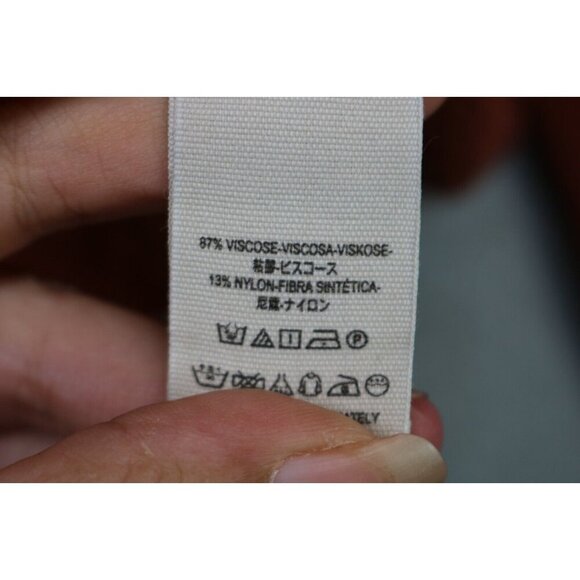 87% VISCOSE-VISCOSA-VISKOSE-
粘膠-ビスコース
13% NYLON-FIBRA SINTÉTICA-
尼龍-ナイロン
P